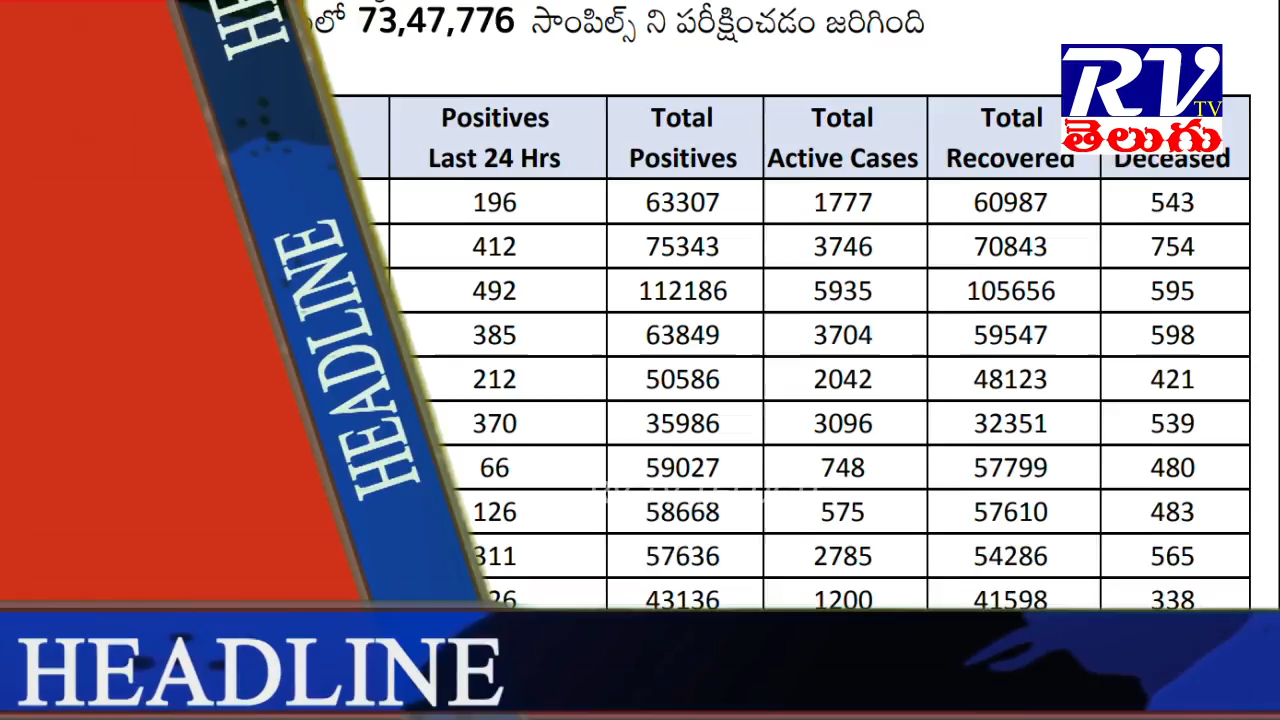 లో 73,47,776 సాంపిల్స్ ని పరీక్షించడం జరిగింది
RV
TV
తెలుగు
Positives Last 24 Hrs Total Positives Total Active Cases Total Recovered Deceased
196 63307 1777 60987 543
412 75343 3746 70843 754
492 112186 5935 105656 595
385 63849 3704 59547 598
212 50586 2042 48123 421
370 35986 3096 32351 539
66 59027 748 57799 480
126 58668 575 57610 483
311 57636 2785 54286 565
43136 1200 41598 338
HEADLINE
HEADLINE